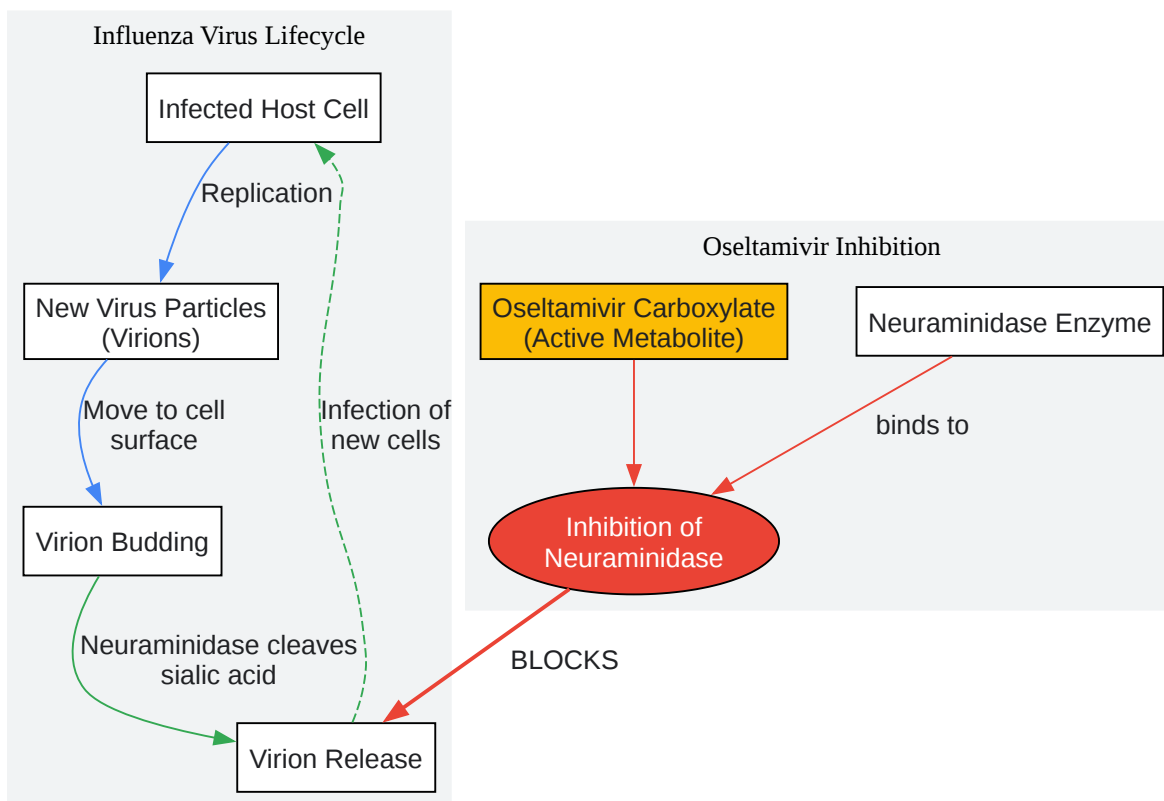 Influenza Virus Lifecycle
Infected Host Cell
Replication
New Virus Particles
(Virions)
Move to cell
surface
Infection of
new cells
Virion Budding
Neuraminidase cleaves
sialic acid
Virion Release
Oseltamivir Inhibition
Oseltamivir Carboxylate
(Active Metabolite)
Neuraminidase Enzyme
binds to
Inhibition of
Neuraminidase
BLOCKS